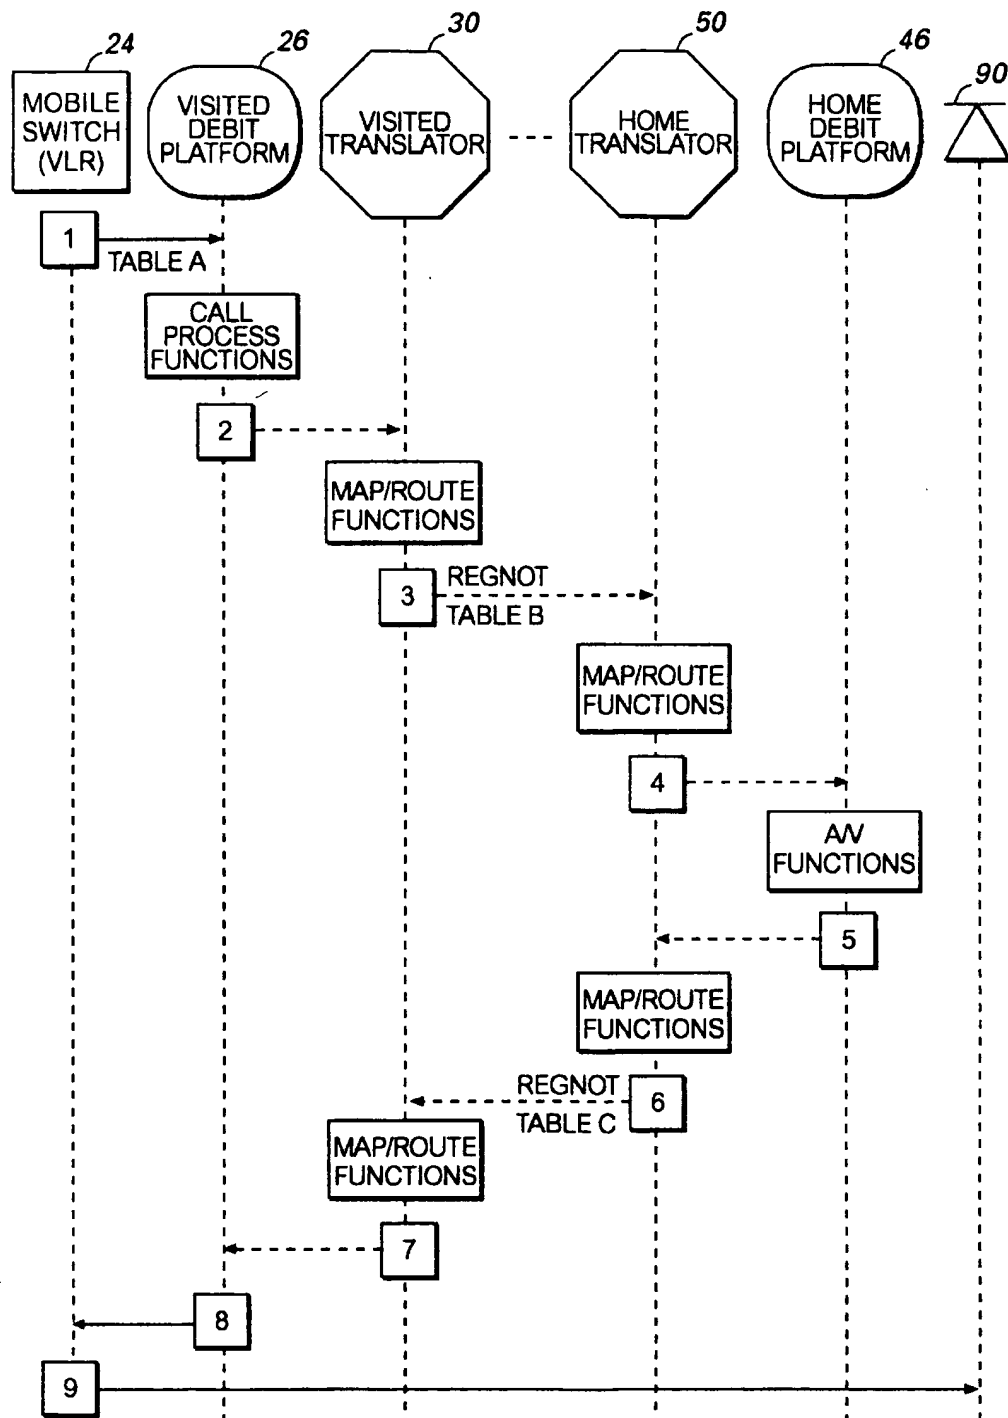 24
26
30
50
46
90
MOBILE
SWITCH
(VLR)
VISITED
DEBIT
PLATFORM
VISITED
TRANSLATOR
HOME
TRANSLATOR
HOME
DEBIT
PLATFORM
1
TABLE A
CALL
PROCESS
FUNCTIONS
2
MAP/ROUTE
FUNCTIONS
3
REGNOT
TABLE B
MAP/ROUTE
FUNCTIONS
4
A/V
FUNCTIONS
5
MAP/ROUTE
FUNCTIONS
REGNOT
TABLE C
6
MAP/ROUTE
FUNCTIONS
7
8
9